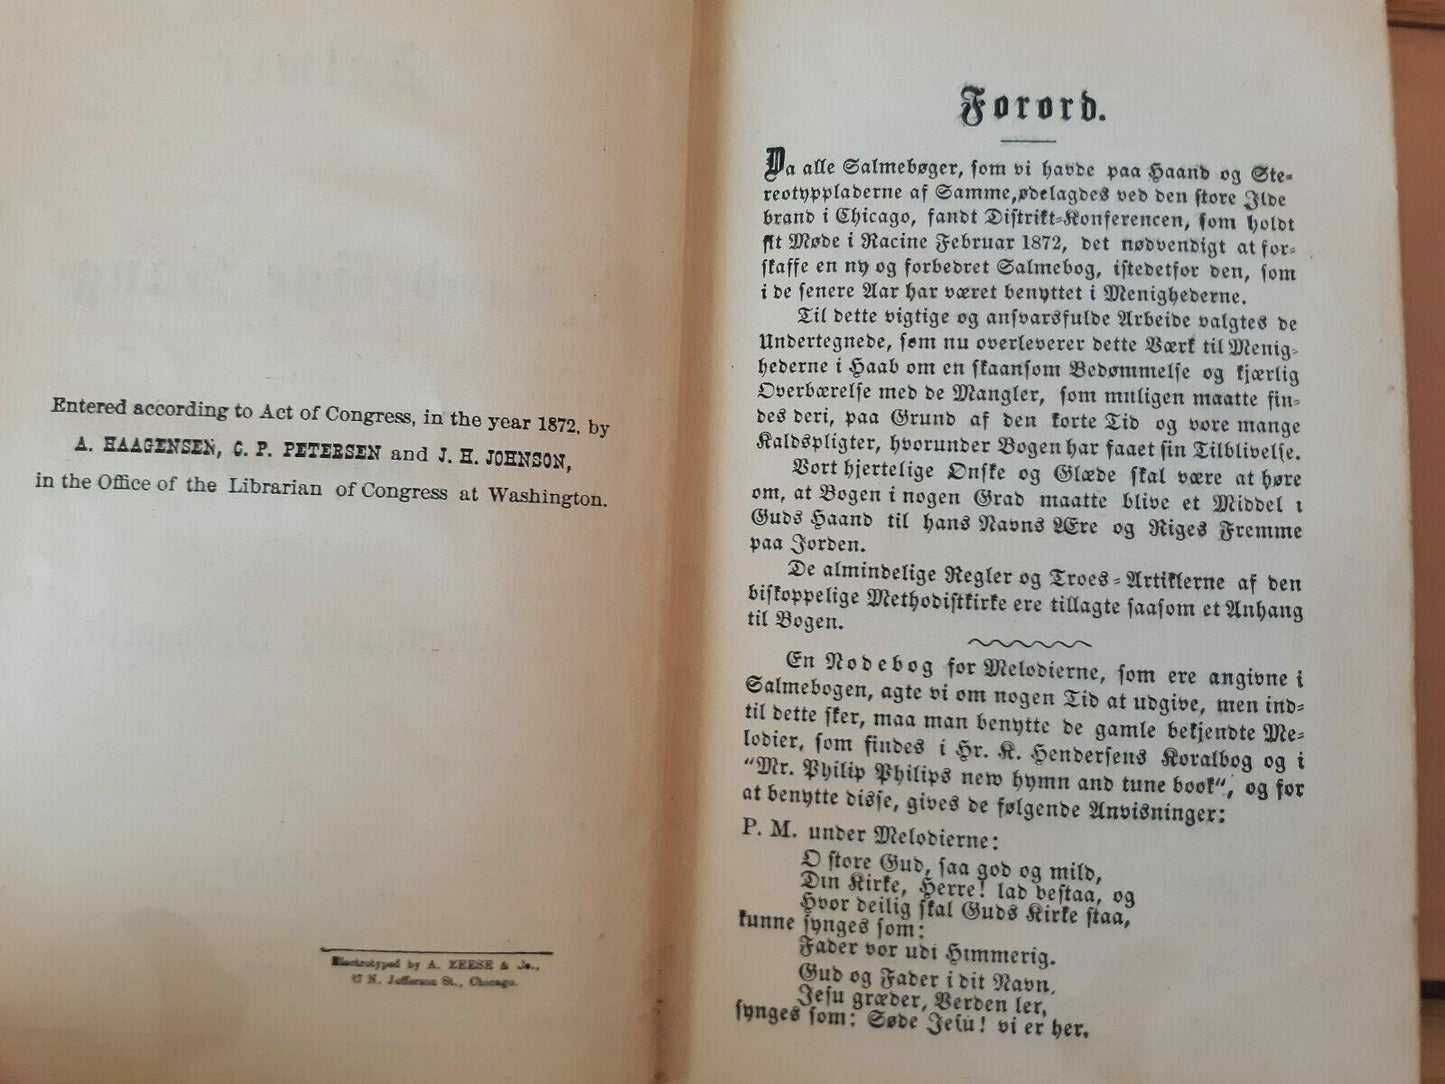 Entered according to Act of Congress, in the year 1872, by
A. HAAGENSEN, C. P. PETERSEN and J. H. JOHNSON,
in the Office of the Librarian of Congress at Washington.
Electrotyped by A. ZEESE & Jo.,
67 N. Jefferson St., Chicago.
Forord.
Da alle Salmebøger, som vi havde paa Haand og Ste-
reotyppladerne af Samme, ødelagdes ved den store Ilde
brand i Chicago, fandt Distrikt-Konferencen, som holdt
sit Møde i Racine Februar 1872, det nødvendigt at for-
skaffe en ny og forbedret Salmebog, istedetfor den, som
i de senere Aar har været benyttet i Menighederne.
Til dette vigtige og ansvarsfulde Arbeide valgtes de
Undertegnede, som nu overleverer dette Værk til Menig-
hederne i Haab om en skaansom Bedømmelse og kjærlig
Overbærelse med de Mangler, som muligen maatte fin-
des deri, paa Grund af den korte Tid og vore mange
Kaldspligter, hvorunder Bogen har faaet sin Tilblivelse.
Vort hjertelige Ønske og Glæde skal være at høre
om, at Bogen i nogen Grad maatte blive et Middel i
Guds Haand til hans Navns Ære og Riges Fremme
paa Jorden.
De almindelige Regler og Troes-Artiklerne af den
biskoppelige Methodistkirke ere tillagte saasom et Anhang
til Bogen.
En Nodebog for Melodierne, som ere angivne i
Salmebogen, agte vi om nogen Tid at udgive, men ind-
til dette sker, maa man benytte de gamle bekjendte Me-
lodier, som findes i Hr. K. Hendersens Koralbog og i
"Mr. Philip Philips new hymn and tune book", og for
at benytte disse, gives de følgende Anvisninger:
P. M. under Melodierne:
O store Gud, saa god og mild,
Din Kirke, Herre! lad bestaa, og
Hvor deilig skal Guds Kirke staa,
kunne synges som:
Fader vor udi Himmerig.
Gud og Fader i dit Navn,
Jesu græder, Verden ler,
synges som: Søde Jesu! vi er her.